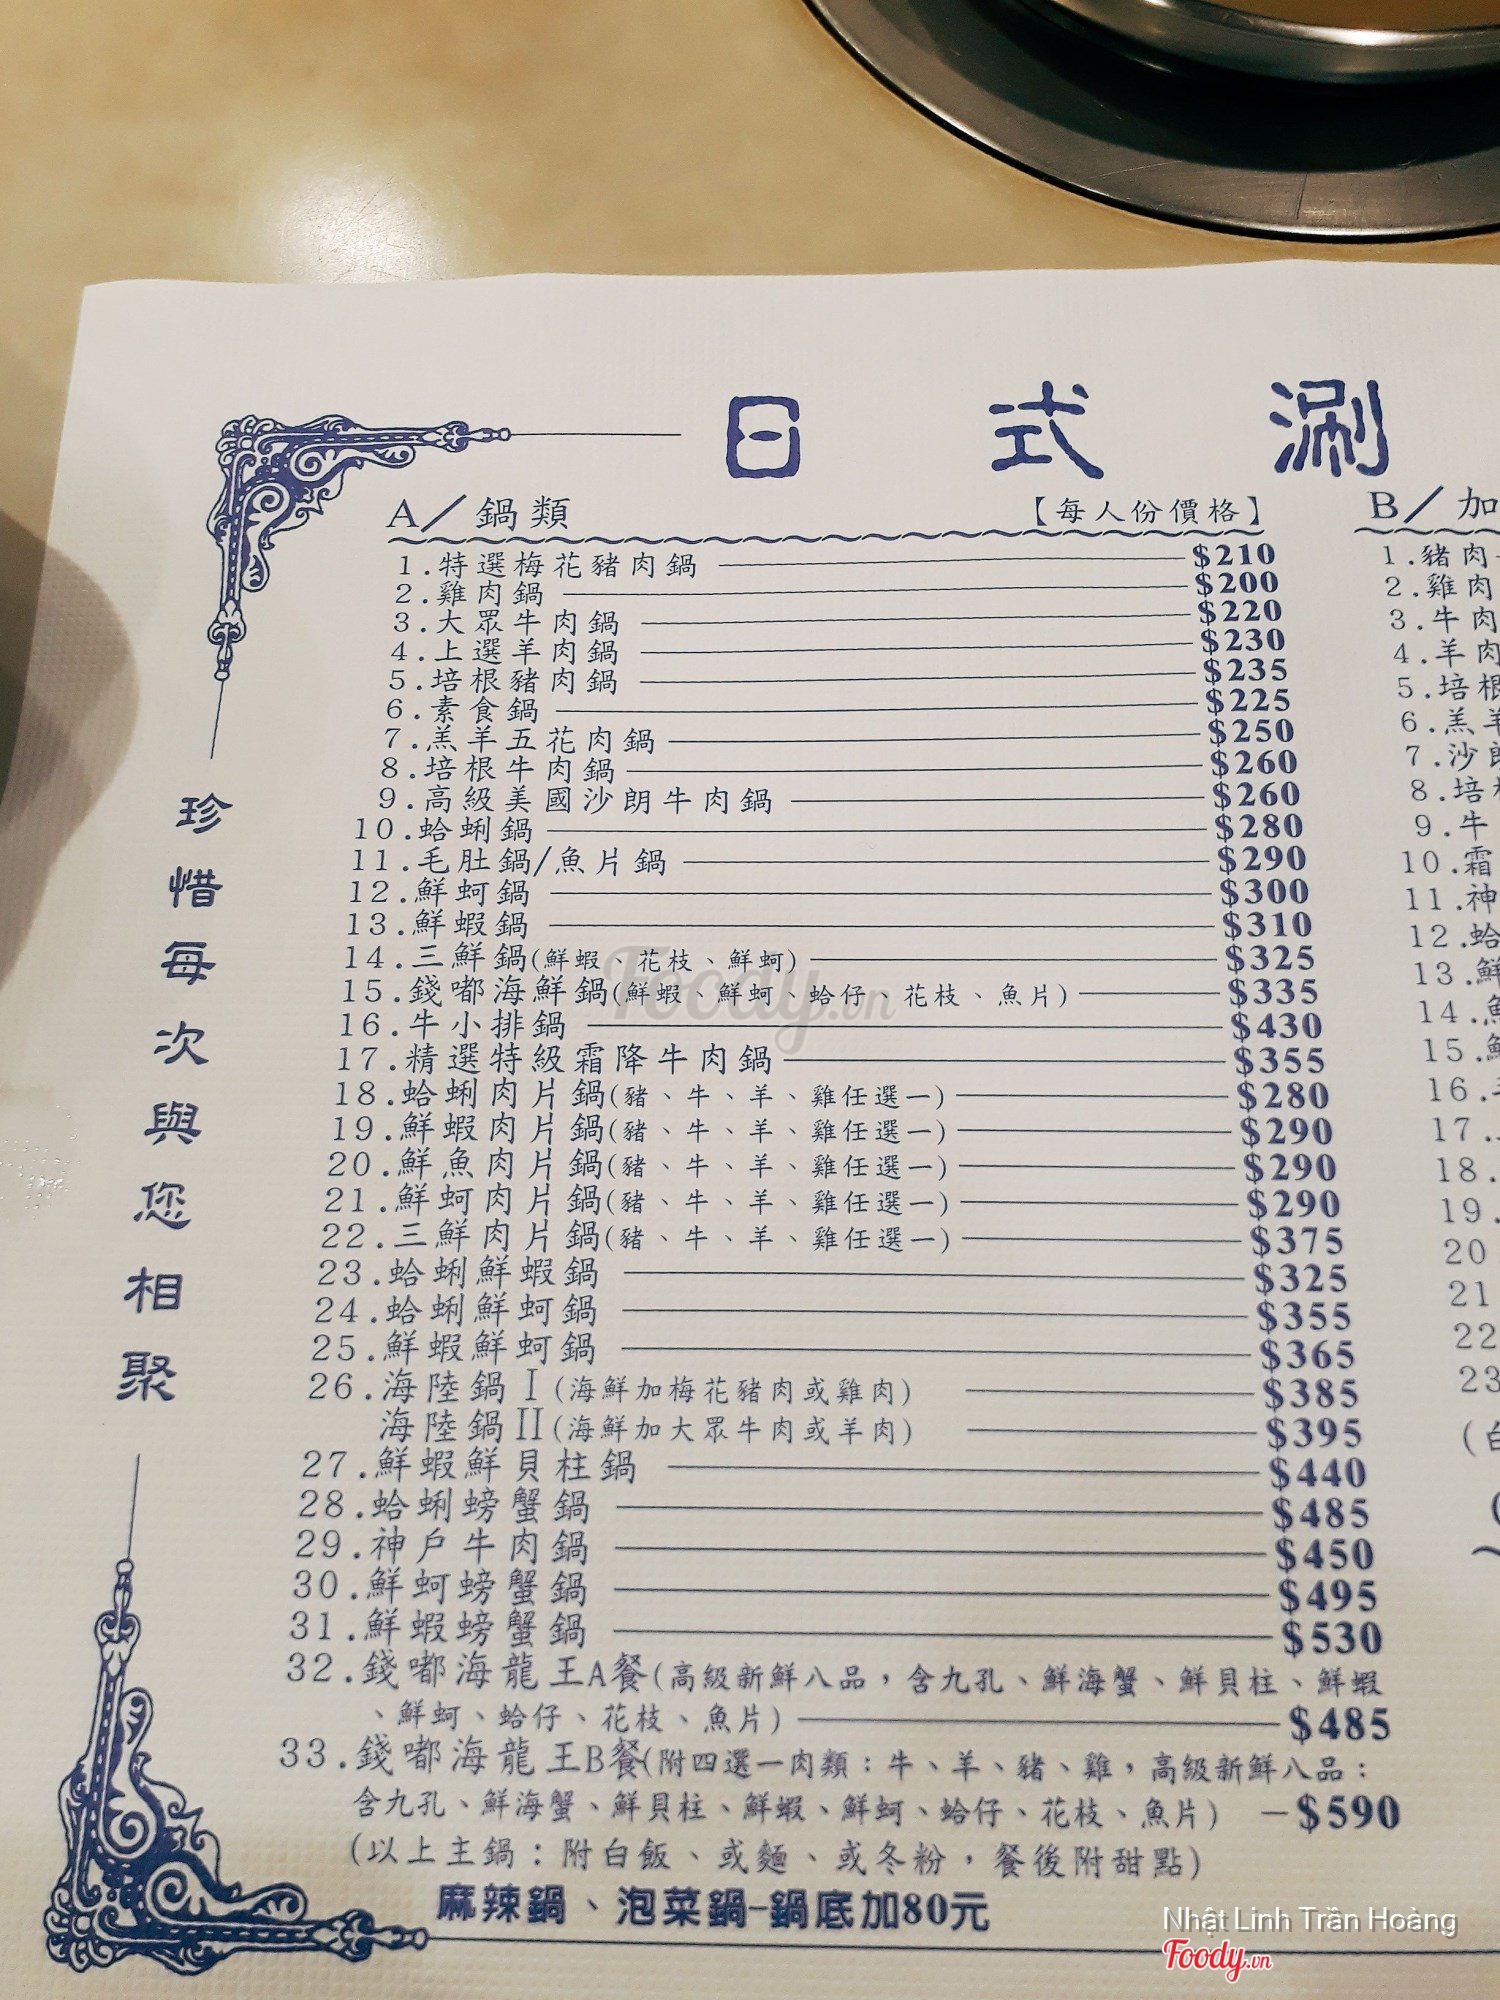 日式涮
A/鍋類 【每人份價格】
1.特選梅花豬肉鍋 $210
2.雞肉鍋 $200
3.大眾牛肉鍋 $220
4.上選羊肉鍋 $230
5.培根豬肉鍋 $235
6.素食鍋 $225
7.羔羊五花肉鍋 $250
8.培根牛肉鍋 $260
9.高級美國沙朗牛肉鍋 $260
10.蛤蜊鍋 $280
11.毛肚鍋/魚片鍋 $290
12.鮮蚵鍋 $300
13.鮮蝦鍋 $310
14.三鮮鍋(鮮蝦、花枝、鮮蚵) $325
15.錢嘟海鮮鍋(鮮蝦、鮮蚵、蛤仔、花枝、魚片) $335
16.牛小排鍋 $430
17.精選特級霜降牛肉鍋 $355
18.蛤蜊肉片鍋(豬、牛、羊、雞任選一) $280
19.鮮蝦肉片鍋(豬、牛、羊、雞任選一) $290
20.鮮魚肉片鍋(豬、牛、羊、雞任選一) $290
21.鮮蚵肉片鍋(豬、牛、羊、雞任選一) $290
22.三鮮肉片鍋(豬、牛、羊、雞任選一) $375
23.蛤蜊鮮蝦鍋 $325
24.蛤蜊鮮蚵鍋 $355
25.鮮蝦鮮蚵鍋 $365
26.海陸鍋I(海鮮加梅花豬肉或雞肉) $385
海陸鍋II(海鮮加大眾牛肉或羊肉) $395
27.鮮蝦鮮貝柱鍋 $440
28.蛤蜊螃蟹鍋 $485
29.神戶牛肉鍋 $450
30.鮮蚵螃蟹鍋 $495
31.鮮蝦螃蟹鍋 $530
32.錢嘟海龍王A餐(高級新鮮八品，含九孔、鮮海蟹、鮮貝柱、鮮蝦
、鮮蚵、蛤仔、花枝、魚片) $485
33.錢嘟海龍王B餐(附四選一肉類：牛、羊、豬、雞，高級新鮮八品：
含九孔、鮮海蟹、鮮貝柱、鮮蝦、鮮蚵、蛤仔、花枝、魚片) $590
(以上主鍋：附白飯、或麵、或冬粉，餐後附甜點)
麻辣鍋、泡菜鍋-鍋底加80元
珍惜每次與您相聚
B/加
1.豬肉
2.雞肉
3.牛肉
4.羊肉
5.培根
6.羔羊
7.沙朗
8.培
9.牛
10.霜
11.神
12.蛤
13.鮮
14.
15.
16.
17.
18.
19.
20
21
22
23
Foody.vn
Nhật Linh Trần Hoàng
Foody.vn